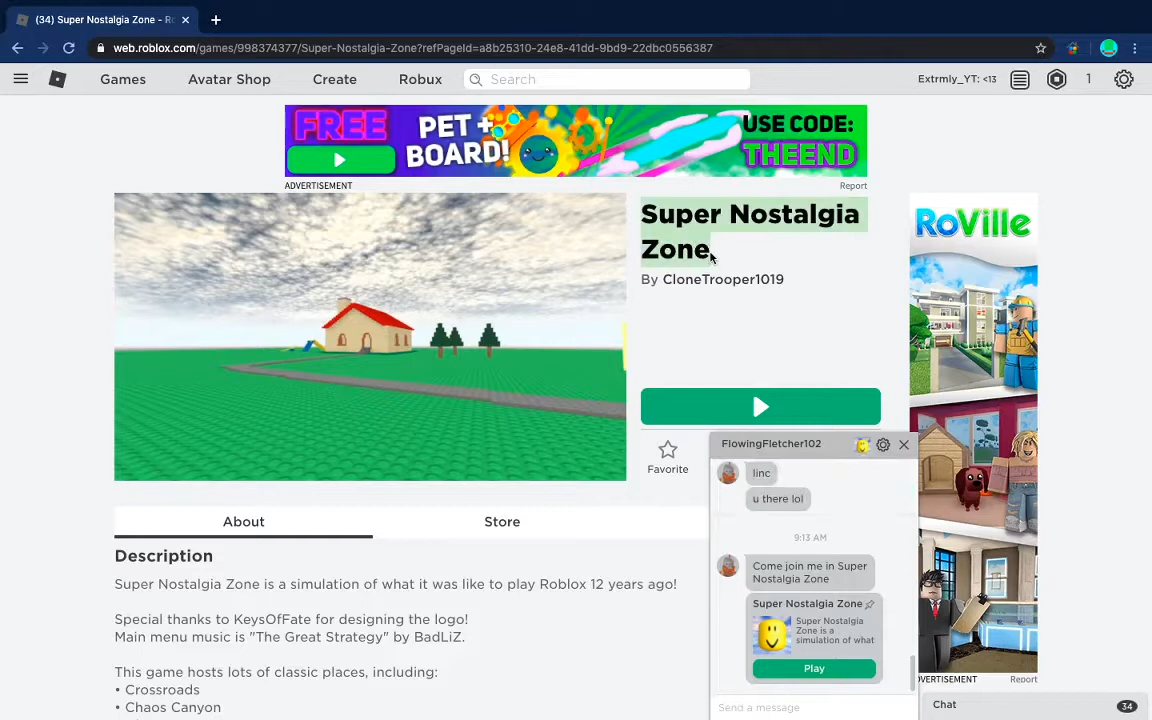 (34) Super Nostalgia Zone - Ro
web.roblox.com/games/998374377/Super-Nostalgia-Zone?refPageId=a8b25310-24e8-41dd-9bd9-22dbc0556387
Games
Avatar Shop
Create
Robux
Search
Extrmly_YT: <13
1
FREE
PET +
BOARD!
USE CODE:
THEEND
ADVERTISEMENT
Report
Super Nostalgia
Zone
By CloneTrooper1019
RoVille
Favorite
About
Store
Description
Super Nostalgia Zone is a simulation of what it was like to play Roblox 12 years ago!
Special thanks to KeysOfFate for designing the logo!
Main menu music is "The Great Strategy" by BadLiZ.
This game hosts lots of classic places, including:
• Crossroads
• Chaos Canyon
FlowingFletcher102
linc
u there lol
9:13 AM
Come join me in Super
Nostalgia Zone
Super Nostalgia Zone
Super Nostalgia
Zone is a
simulation of what
Play
Send a message
VERTISEMENT
Report
Chat
34